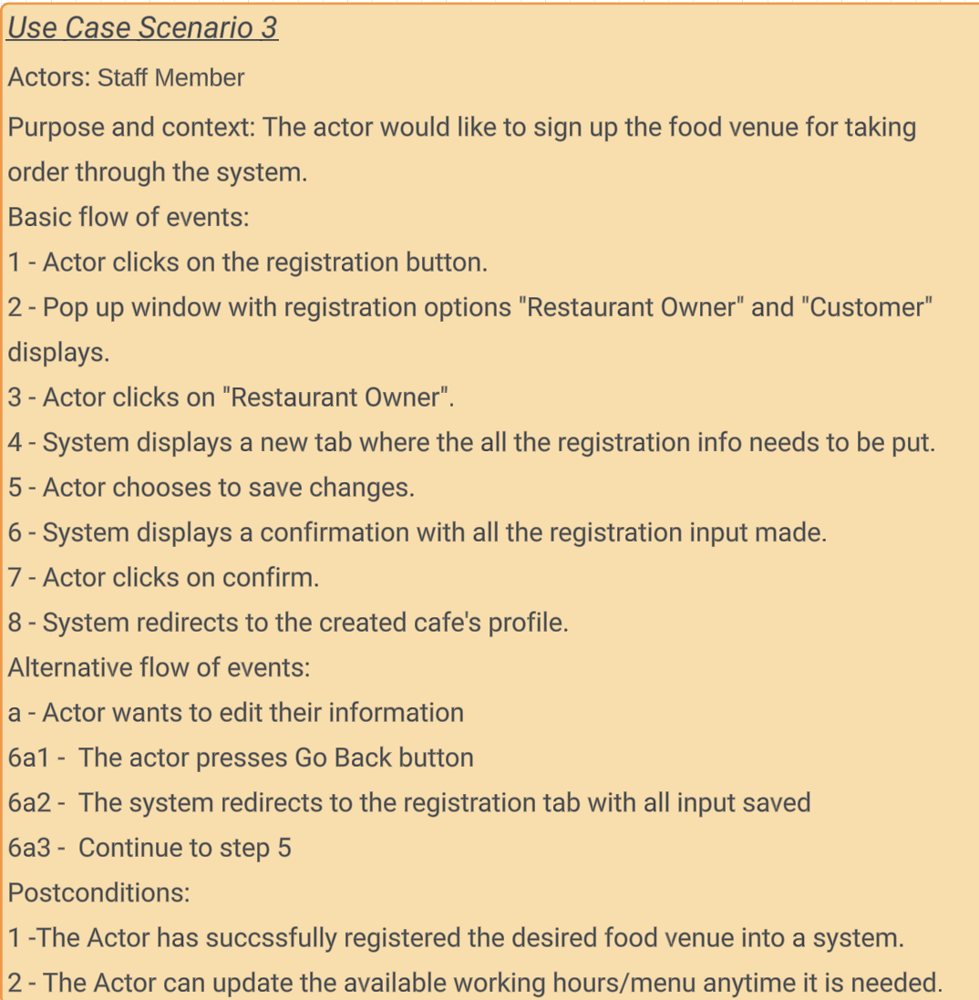 Use Case Scenario 3
Actors: Staff Member
Purpose and context: The actor would like to sign up the food venue for taking
order through the system.
Basic flow of events:
1 - Actor clicks on the registration button.
2 - Pop up window with registration options "Restaurant Owner" and "Customer"
displays.
3 - Actor clicks on "Restaurant Owner".
4 - System displays a new tab where the all the registration info needs to be put.
5 - Actor chooses to save changes.
6 - System displays a confirmation with all the registration input made.
7 - Actor clicks on confirm.
8 - System redirects to the created cafe's profile.
Alternative flow of events:
a - Actor wants to edit their information
6a1 -  The actor presses Go Back button
6a2 -  The system redirects to the registration tab with all input saved
6a3 -  Continue to step 5
Postconditions:
1 -The Actor has succssfully registered the desired food venue into a system.
2 - The Actor can update the available working hours/menu anytime it is needed.